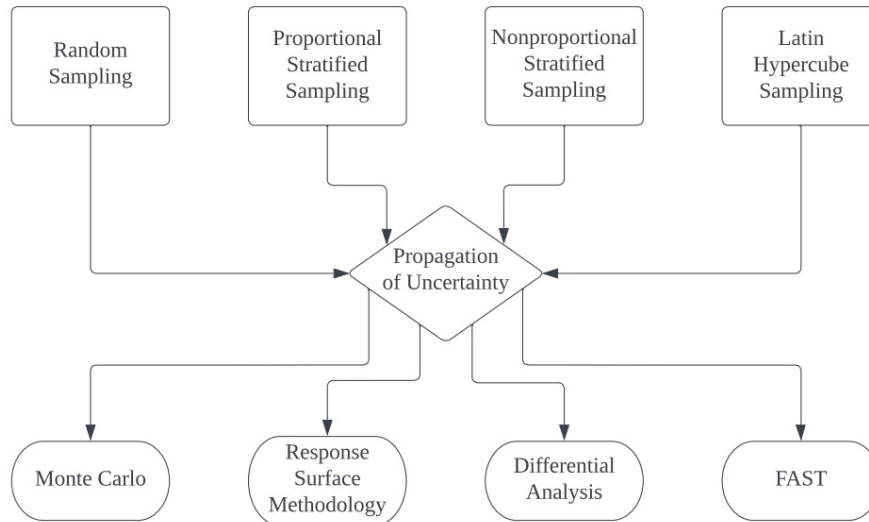 Random
Sampling
Proportional
Stratified
Sampling
Nonproportional
Stratified
Sampling
Latin
Hypercube
Sampling
Propagation
of Uncertainty
Monte Carlo
Response
Surface
Methodology
Differential
Analysis
FAST